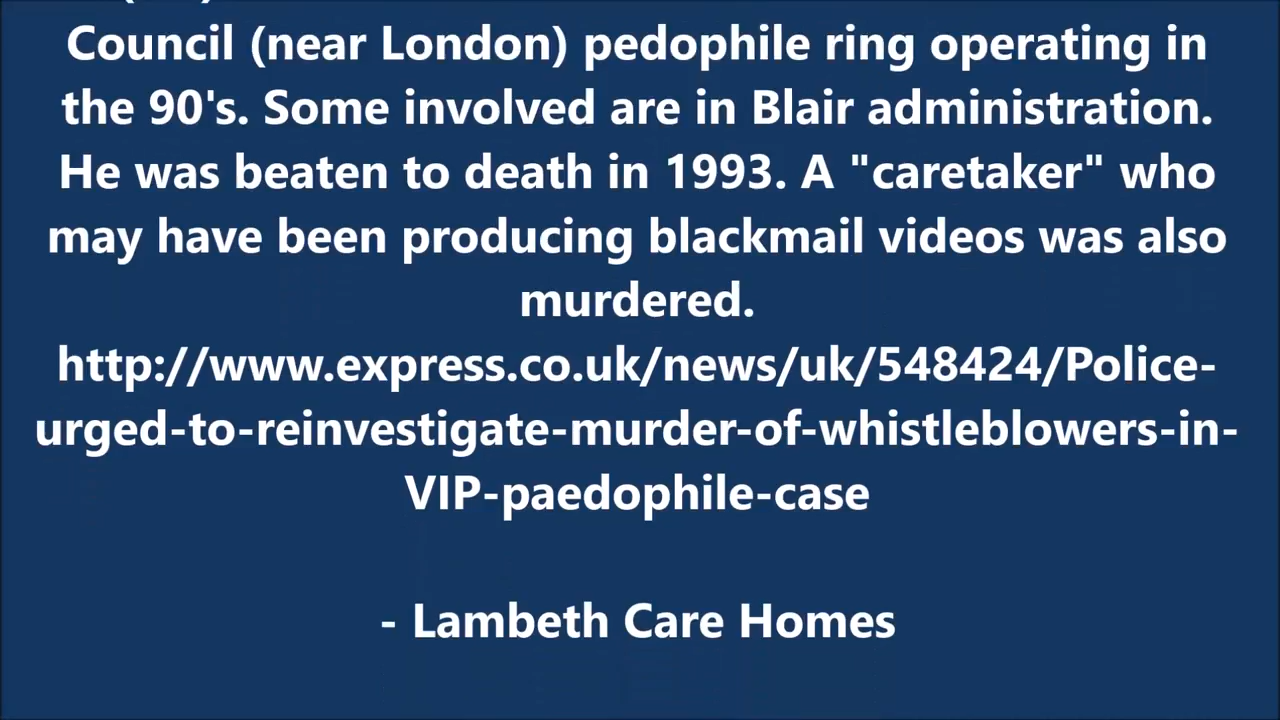 Council (near London) pedophile ring operating in
the 90's. Some involved are in Blair administration.
He was beaten to death in 1993. A "caretaker" who
may have been producing blackmail videos was also
murdered.
http://www.express.co.uk/news/uk/548424/Police-
urged-to-reinvestigate-murder-of-whistleblowers-in-
VIP-paedophile-case
- Lambeth Care Homes